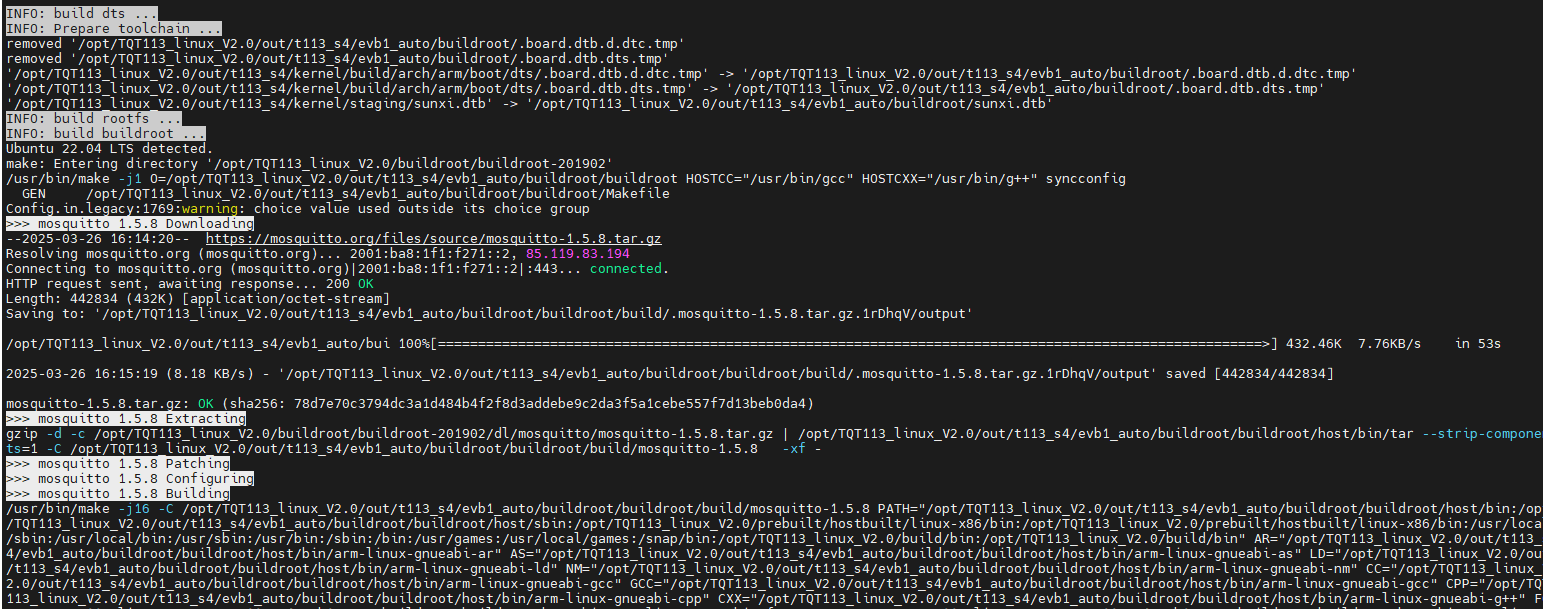 INFO: build dts ...
INFO: Prepare toolchain ...
removed '/opt/TQT113_linux_V2.0/out/t113_s4/evb1_auto/buildroot/.board.dtb.d.dtc.tmp'
removed '/opt/TQT113_linux_V2.0/out/t113_s4/evb1_auto/buildroot/.board.dtb.dts.tmp'
'/opt/TQT113_linux_V2.0/out/t113_s4/kernel/build/arch/arm/boot/dts/.board.dtb.d.dtc.tmp' -> '/opt/TQT113_linux_V2.0/out/t113_s4/evb1_auto/buildroot/.board.dtb.d.dtc.tmp'
'/opt/TQT113_linux_V2.0/out/t113_s4/kernel/build/arch/arm/boot/dts/.board.dtb.dts.tmp' -> '/opt/TQT113_linux_V2.0/out/t113_s4/evb1_auto/buildroot/.board.dtb.dts.tmp'
'/opt/TQT113_linux_V2.0/out/t113_s4/kernel/staging/sunxi.dtb' -> '/opt/TQT113_linux_V2.0/out/t113_s4/evb1_auto/buildroot/sunxi.dtb'
INFO: build rootfs ...
INFO: build buildroot ...
Ubuntu 22.04 LTS detected.
make: Entering directory '/opt/TQT113_linux_V2.0/buildroot/buildroot-201902'
/usr/bin/make -j1 O=/opt/TQT113_linux_V2.0/out/t113_s4/evb1_auto/buildroot/buildroot HOSTCC="/usr/bin/gcc" HOSTCXX="/usr/bin/g++" syncconfig
GEN     /opt/TQT113_linux_V2.0/out/t113_s4/evb1_auto/buildroot/buildroot/Makefile
Config.in.legacy:1769:warning: choice value used outside its choice group
>>> mosquitto 1.5.8 Downloading
--2025-03-26 16:14:20--  https://mosquitto.org/files/source/mosquitto-1.5.8.tar.gz
Resolving mosquitto.org (mosquitto.org)... 2001:ba8:1f1:f271::2, 85.119.83.194
Connecting to mosquitto.org (mosquitto.org)|2001:ba8:1f1:f271::2|:443... connected.
HTTP request sent, awaiting response... 200 OK
Length: 442834 (432K) [application/octet-stream]
Saving to: '/opt/TQT113_linux_V2.0/out/t113_s4/evb1_auto/buildroot/buildroot/build/.mosquitto-1.5.8.tar.gz.1rDhqV/output'
/opt/TQT113_linux_V2.0/out/t113_s4/evb1_auto/bui 100%[=======================================================================================================>] 432.46K  7.76KB/s    in 53s
2025-03-26 16:15:19 (8.18 KB/s) - '/opt/TQT113_linux_V2.0/out/t113_s4/evb1_auto/buildroot/buildroot/build/.mosquitto-1.5.8.tar.gz.1rDhqV/output' saved [442834/442834]
mosquitto-1.5.8.tar.gz: OK (sha256: 78d7e70c3794dc3a1d484b4f2f8d3addebe9c2da3f5a1cebe557f7d13beb0da4)
>>> mosquitto 1.5.8 Extracting
gzip -d -c /opt/TQT113_linux_V2.0/buildroot/buildroot-201902/dl/mosquitto/mosquitto-1.5.8.tar.gz | /opt/TQT113_linux_V2.0/out/t113_s4/evb1_auto/buildroot/buildroot/host/bin/tar --strip-componen
ts=1 -C /opt/TQT113_linux_V2.0/out/t113_s4/evb1_auto/buildroot/buildroot/build/mosquitto-1.5.8   -xf -
>>> mosquitto 1.5.8 Patching
>>> mosquitto 1.5.8 Configuring
>>> mosquitto 1.5.8 Building
/usr/bin/make -j16 -C /opt/TQT113_linux_V2.0/out/t113_s4/evb1_auto/buildroot/buildroot/build/mosquitto-1.5.8 PATH="/opt/TQT113_linux_V2.0/out/t113_s4/evb1_auto/buildroot/buildroot/host/bin:/op
/TQT113_linux_V2.0/out/t113_s4/evb1_auto/buildroot/buildroot/host/sbin:/opt/TQT113_linux_V2.0/prebuilt/hostbuilt/linux-x86/bin:/opt/TQT113_linux_V2.0/prebuilt/hostbuilt/linux-x86/bin:/usr/loca
/sbin:/usr/local/bin:/usr/sbin:/usr/bin:/sbin:/bin:/usr/games:/usr/local/games:/snap/bin:/opt/TQT113_linux_V2.0/build/bin:/opt/TQT113_linux_V2.0/build/bin" AR="/opt/TQT113_linux_V2.0/out/t113_
4/evb1_auto/buildroot/buildroot/host/bin/arm-linux-gnueabi-ar" AS="/opt/TQT113_linux_V2.0/out/t113_s4/evb1_auto/buildroot/buildroot/host/bin/arm-linux-gnueabi-as" LD="/opt/TQT113_linux_V2.0/ou
/t113_s4/evb1_auto/buildroot/buildroot/host/bin/arm-linux-gnueabi-ld" NM="/opt/TQT113_linux_V2.0/out/t113_s4/evb1_auto/buildroot/buildroot/host/bin/arm-linux-gnueabi-nm" CC="/opt/TQT113_linux_
2.0/out/t113_s4/evb1_auto/buildroot/buildroot/host/bin/arm-linux-gnueabi-gcc" GCC="/opt/TQT113_linux_V2.0/out/t113_s4/evb1_auto/buildroot/buildroot/host/bin/arm-linux-gnueabi-gcc" CPP="/opt/TQ
113_linux_V2.0/out/t113_s4/evb1_auto/buildroot/buildroot/host/bin/arm-linux-gnueabi-cpp" CXX="/opt/TQT113_linux_V2.0/out/t113_s4/evb1_auto/buildroot/buildroot/host/bin/arm-linux-gnueabi-g++" F